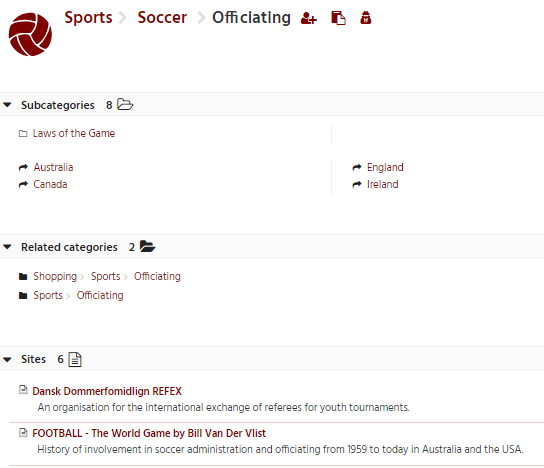 Sports Soccer Officiating
Subcategories 8
Laws of the Game
Australia England
Canada Ireland
Related categories 2
Shopping Sports Officiating
Sports Officiating
Sites 6
Dansk Dommerfomidlign REFEX
An organisation for the international exchange of referees for youth tournaments.
FOOTBALL - The World Game by Bill Van Der Vlist
History of involvement in soccer administration and officiating from 1959 to today in Australia and the USA.